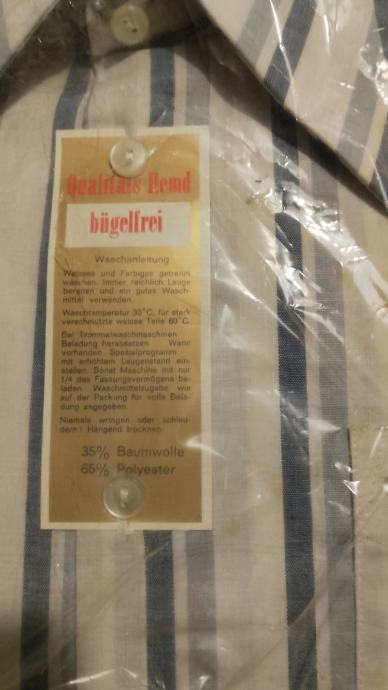 Qualitäts Hemd
bügelfrei
Waschanleitung
Weisses und Farbiges getrennt
waschen. Immer reichlich Lauge
bereiten und ein gutes Wasch-
mittel verwenden.
Waschtemperatur 30°C, für stark
verschmutzte weisse Teile 60°C
Bei Trommelwaschmaschinen
Beladung herabsetzen. Wenn
vorhanden Spezialprogramm
mit erhöhtem Laugenstand ein-
stellen. Sonst Maschine mit nur
1/4 des Fassungsvermögens be-
laden. Waschmittelzugabe wie
auf der Packung für volle Bela-
dung angegeben.
Niemals wringen oder schleu-
dern! Hängend trocknen.
35% Baumwolle
65% Polyester